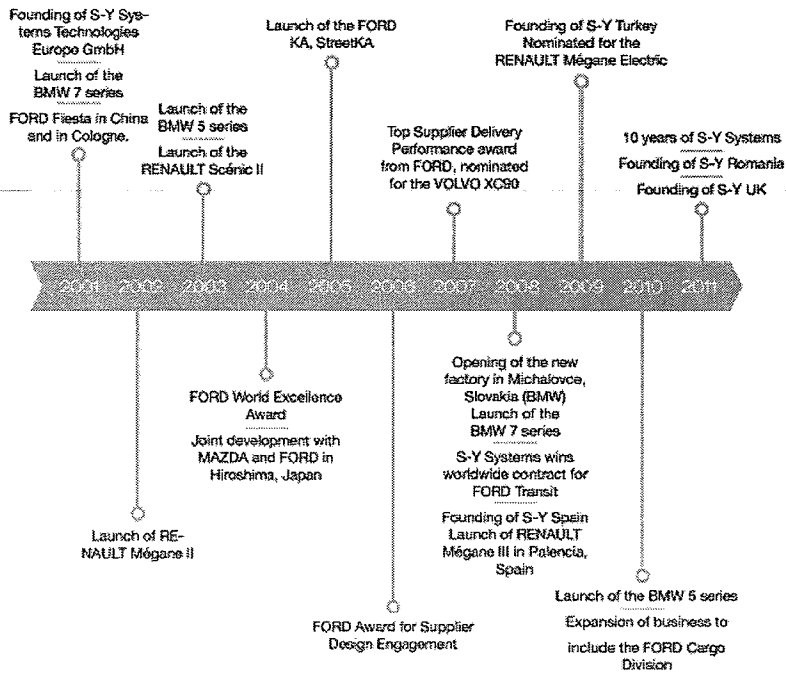 Founding of S-Y Sys-
tems Technologies
Europe GmbH
Launch of the
BMW 7 series
FORD Fiesta in China
and in Cologne.
Launch of the
BMW 5 series
Launch of the
RENAULT Scénic II
Launch of the FORD
KA, StreetKA
Top Supplier Delivery
Performance award
from FORD, nominated
for the VOLVO XC90
Founding of S-Y Turkey
Nominated for the
RENAULT Mégane Electric
10 years of S-Y Systems
Founding of S-Y Romania
Founding of S-Y UK
2001 2002 2003 2004 2005 2006 2007 2008 2009 2010 2011
Launch of RE-
NAULT Mégane II
FORD World Excellence
Award
Joint development with
MAZDA and FORD in
Hiroshima, Japan
FORD Award for Supplier
Design Engagement
Opening of the new
factory in Michalovce,
Slovakia (BMW)
Launch of the
BMW 7 series
S-Y Systems wins
worldwide contract for
FORD Transit
Founding of S-Y Spain
Launch of RENAULT
Mégane III in Palencia,
Spain
Launch of the BMW 5 series
Expansion of business to
include the FORD Cargo
Division